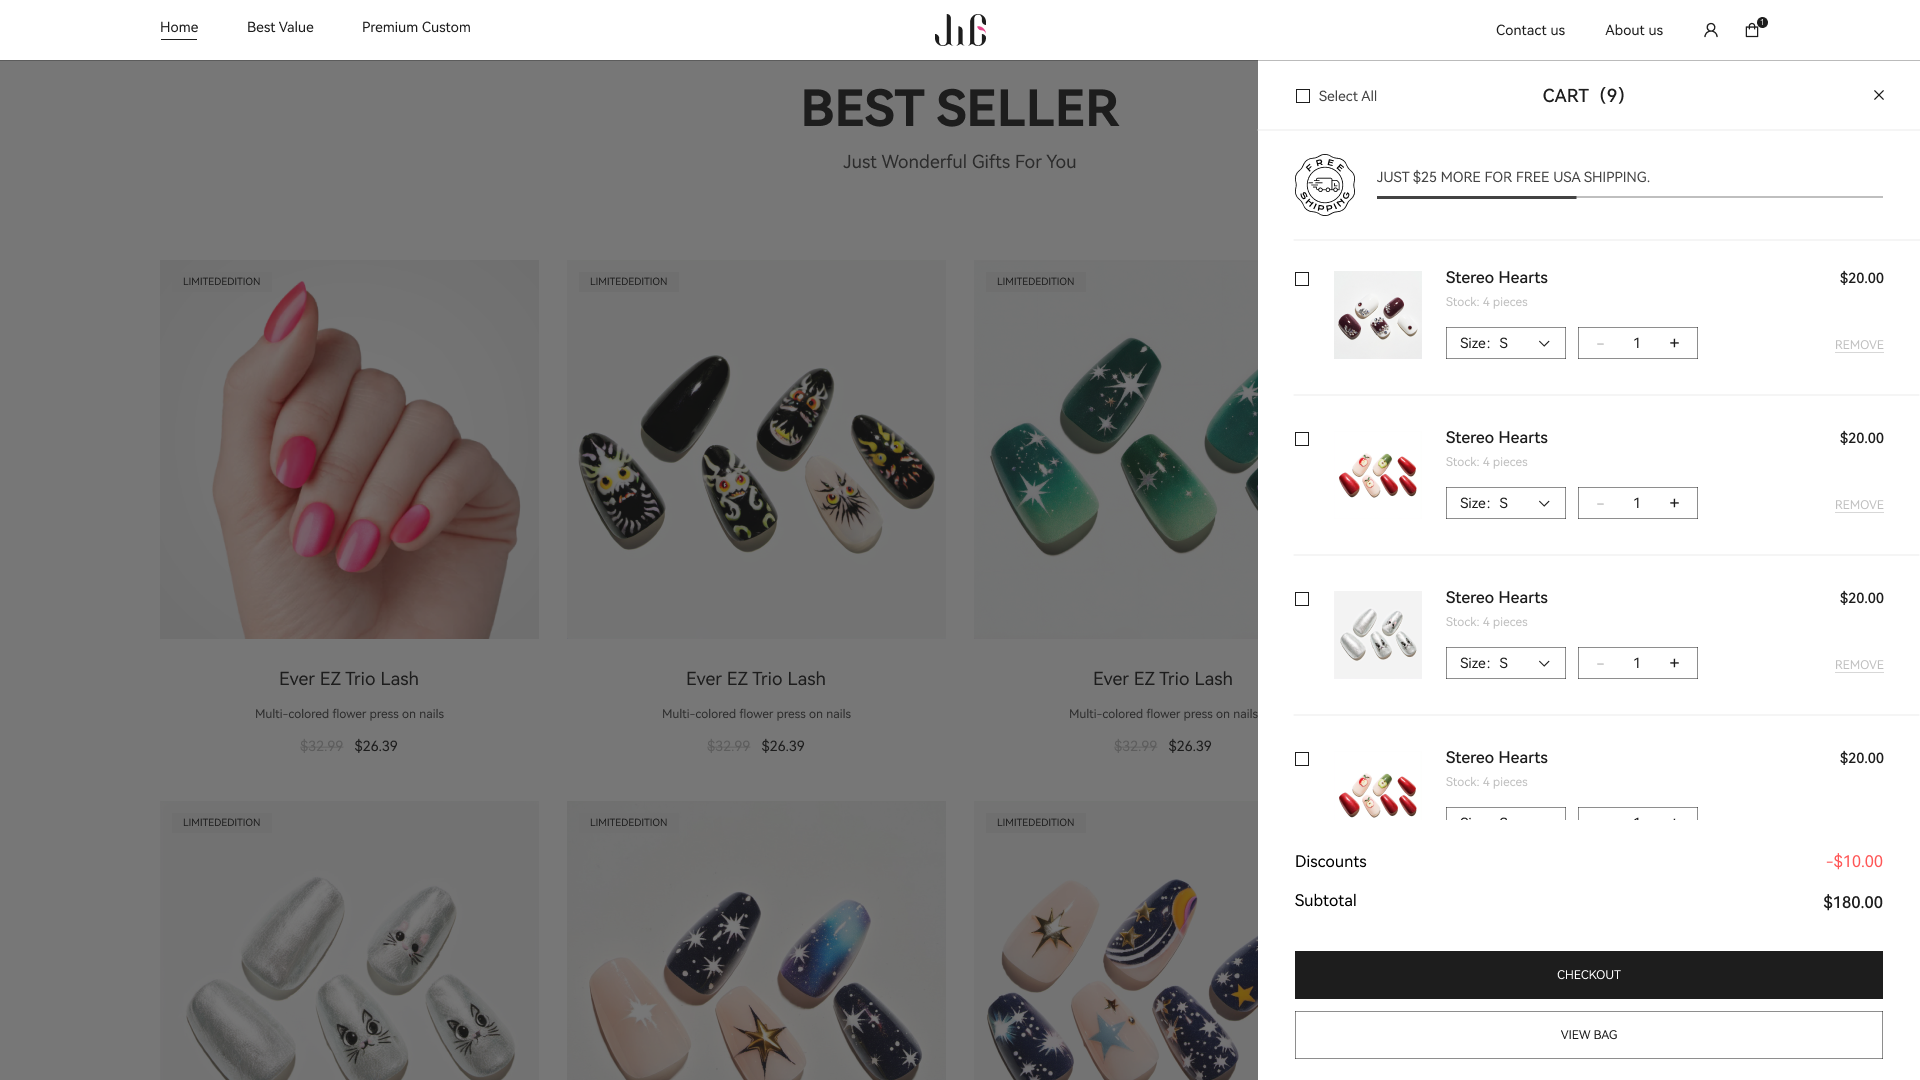 Home
Best Value
Premium Custom
Contact us
About us
1
BEST SELLER
Just Wonderful Gifts For You
LIMITEDEDITION
LIMITEDEDITION
LIMITEDEDITION
Ever EZ Trio Lash
Ever EZ Trio Lash
Ever EZ Trio Lash
Multi-colored flower press on nails
Multi-colored flower press on nails
Multi-colored flower press on nails
$32.99 $26.39
$32.99 $26.39
$32.99 $26.39
LIMITEDEDITION
LIMITEDEDITION
LIMITEDEDITION
Select All
CART（9）
FREE SHIPPING
JUST $25 MORE FOR FREE USA SHIPPING.
Stereo Hearts
$20.00
Stock: 4 pieces
Size: S
- 1 +
REMOVE
Stereo Hearts
$20.00
Stock: 4 pieces
Size: S
- 1 +
REMOVE
Stereo Hearts
$20.00
Stock: 4 pieces
Size: S
- 1 +
REMOVE
Stereo Hearts
$20.00
Stock: 4 pieces
Discounts
-$10.00
Subtotal
$180.00
CHECKOUT
VIEW BAG